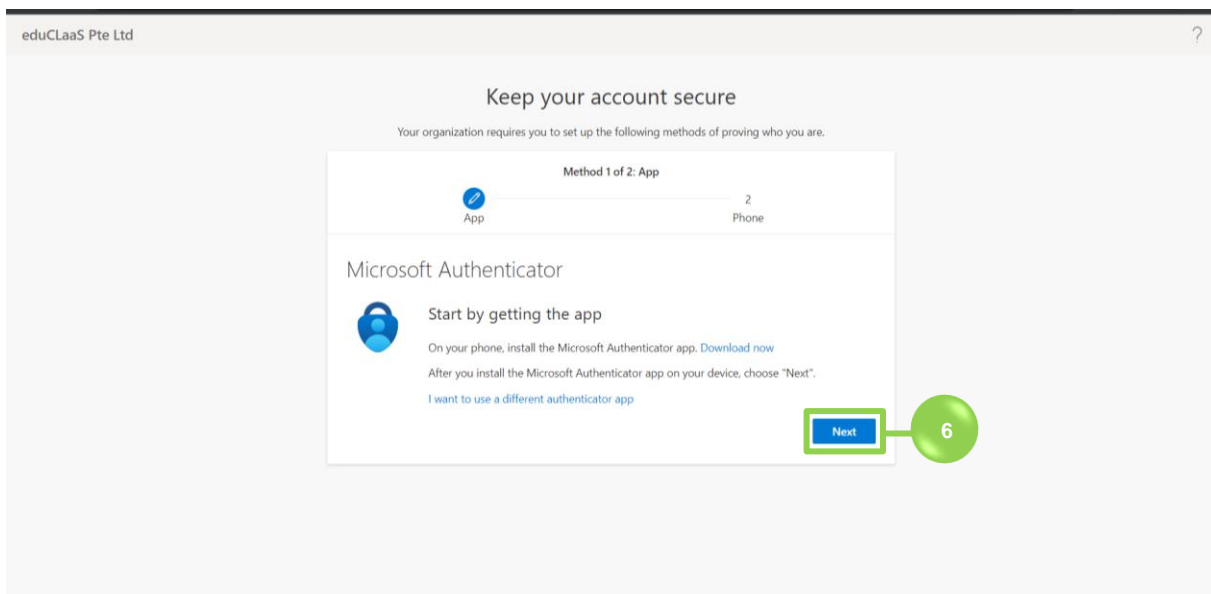 eduCLaaS Pte Ltd
?
Keep your account secure
Your organization requires you to set up the following methods of proving who you are.
Method 1 of 2: App
App
2
Phone
Microsoft Authenticator
Start by getting the app
On your phone, install the Microsoft Authenticator app. Download now
After you install the Microsoft Authenticator app on your device, choose "Next".
I want to use a different authenticator app
Next
6